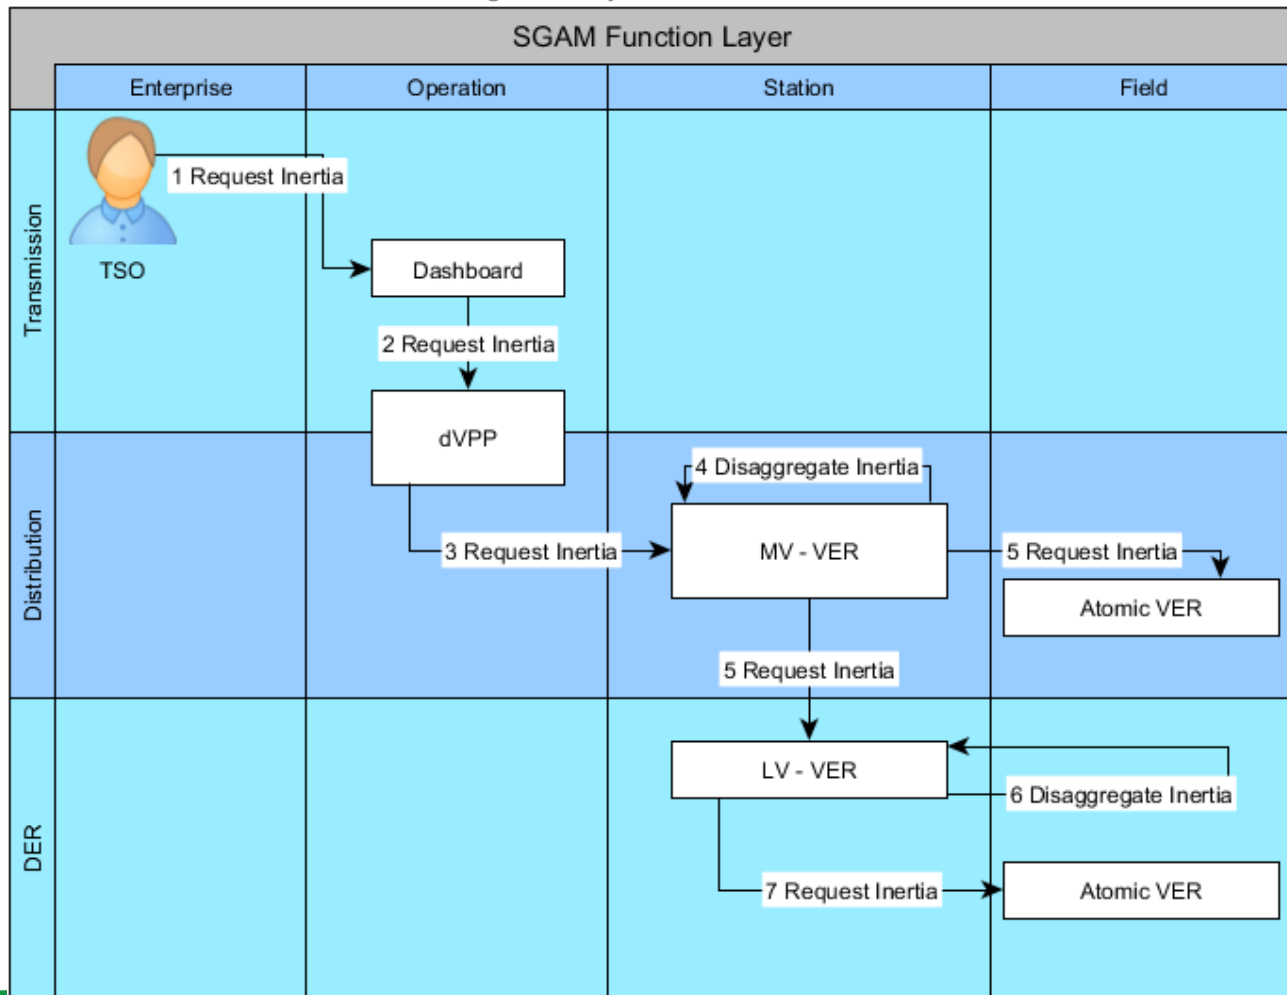 SGAM Function Layer
Enterprise
Operation
Station
Field
Transmission
1 Request Inertia
TSO
Dashboard
2 Request Inertia
dVPP
Distribution
4 Disaggregate Inertia
3 Request Inertia
MV - VER
5 Request Inertia
Atomic VER
5 Request Inertia
DER
LV - VER
6 Disaggregate Inertia
7 Request Inertia
Atomic VER